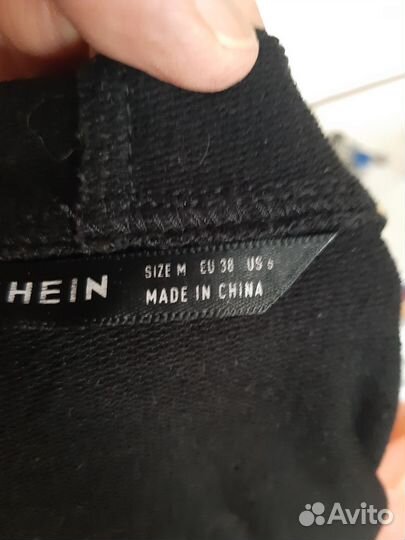 HEIN
SIZE M EU 38 US 6
MADE IN CHINA
Avito